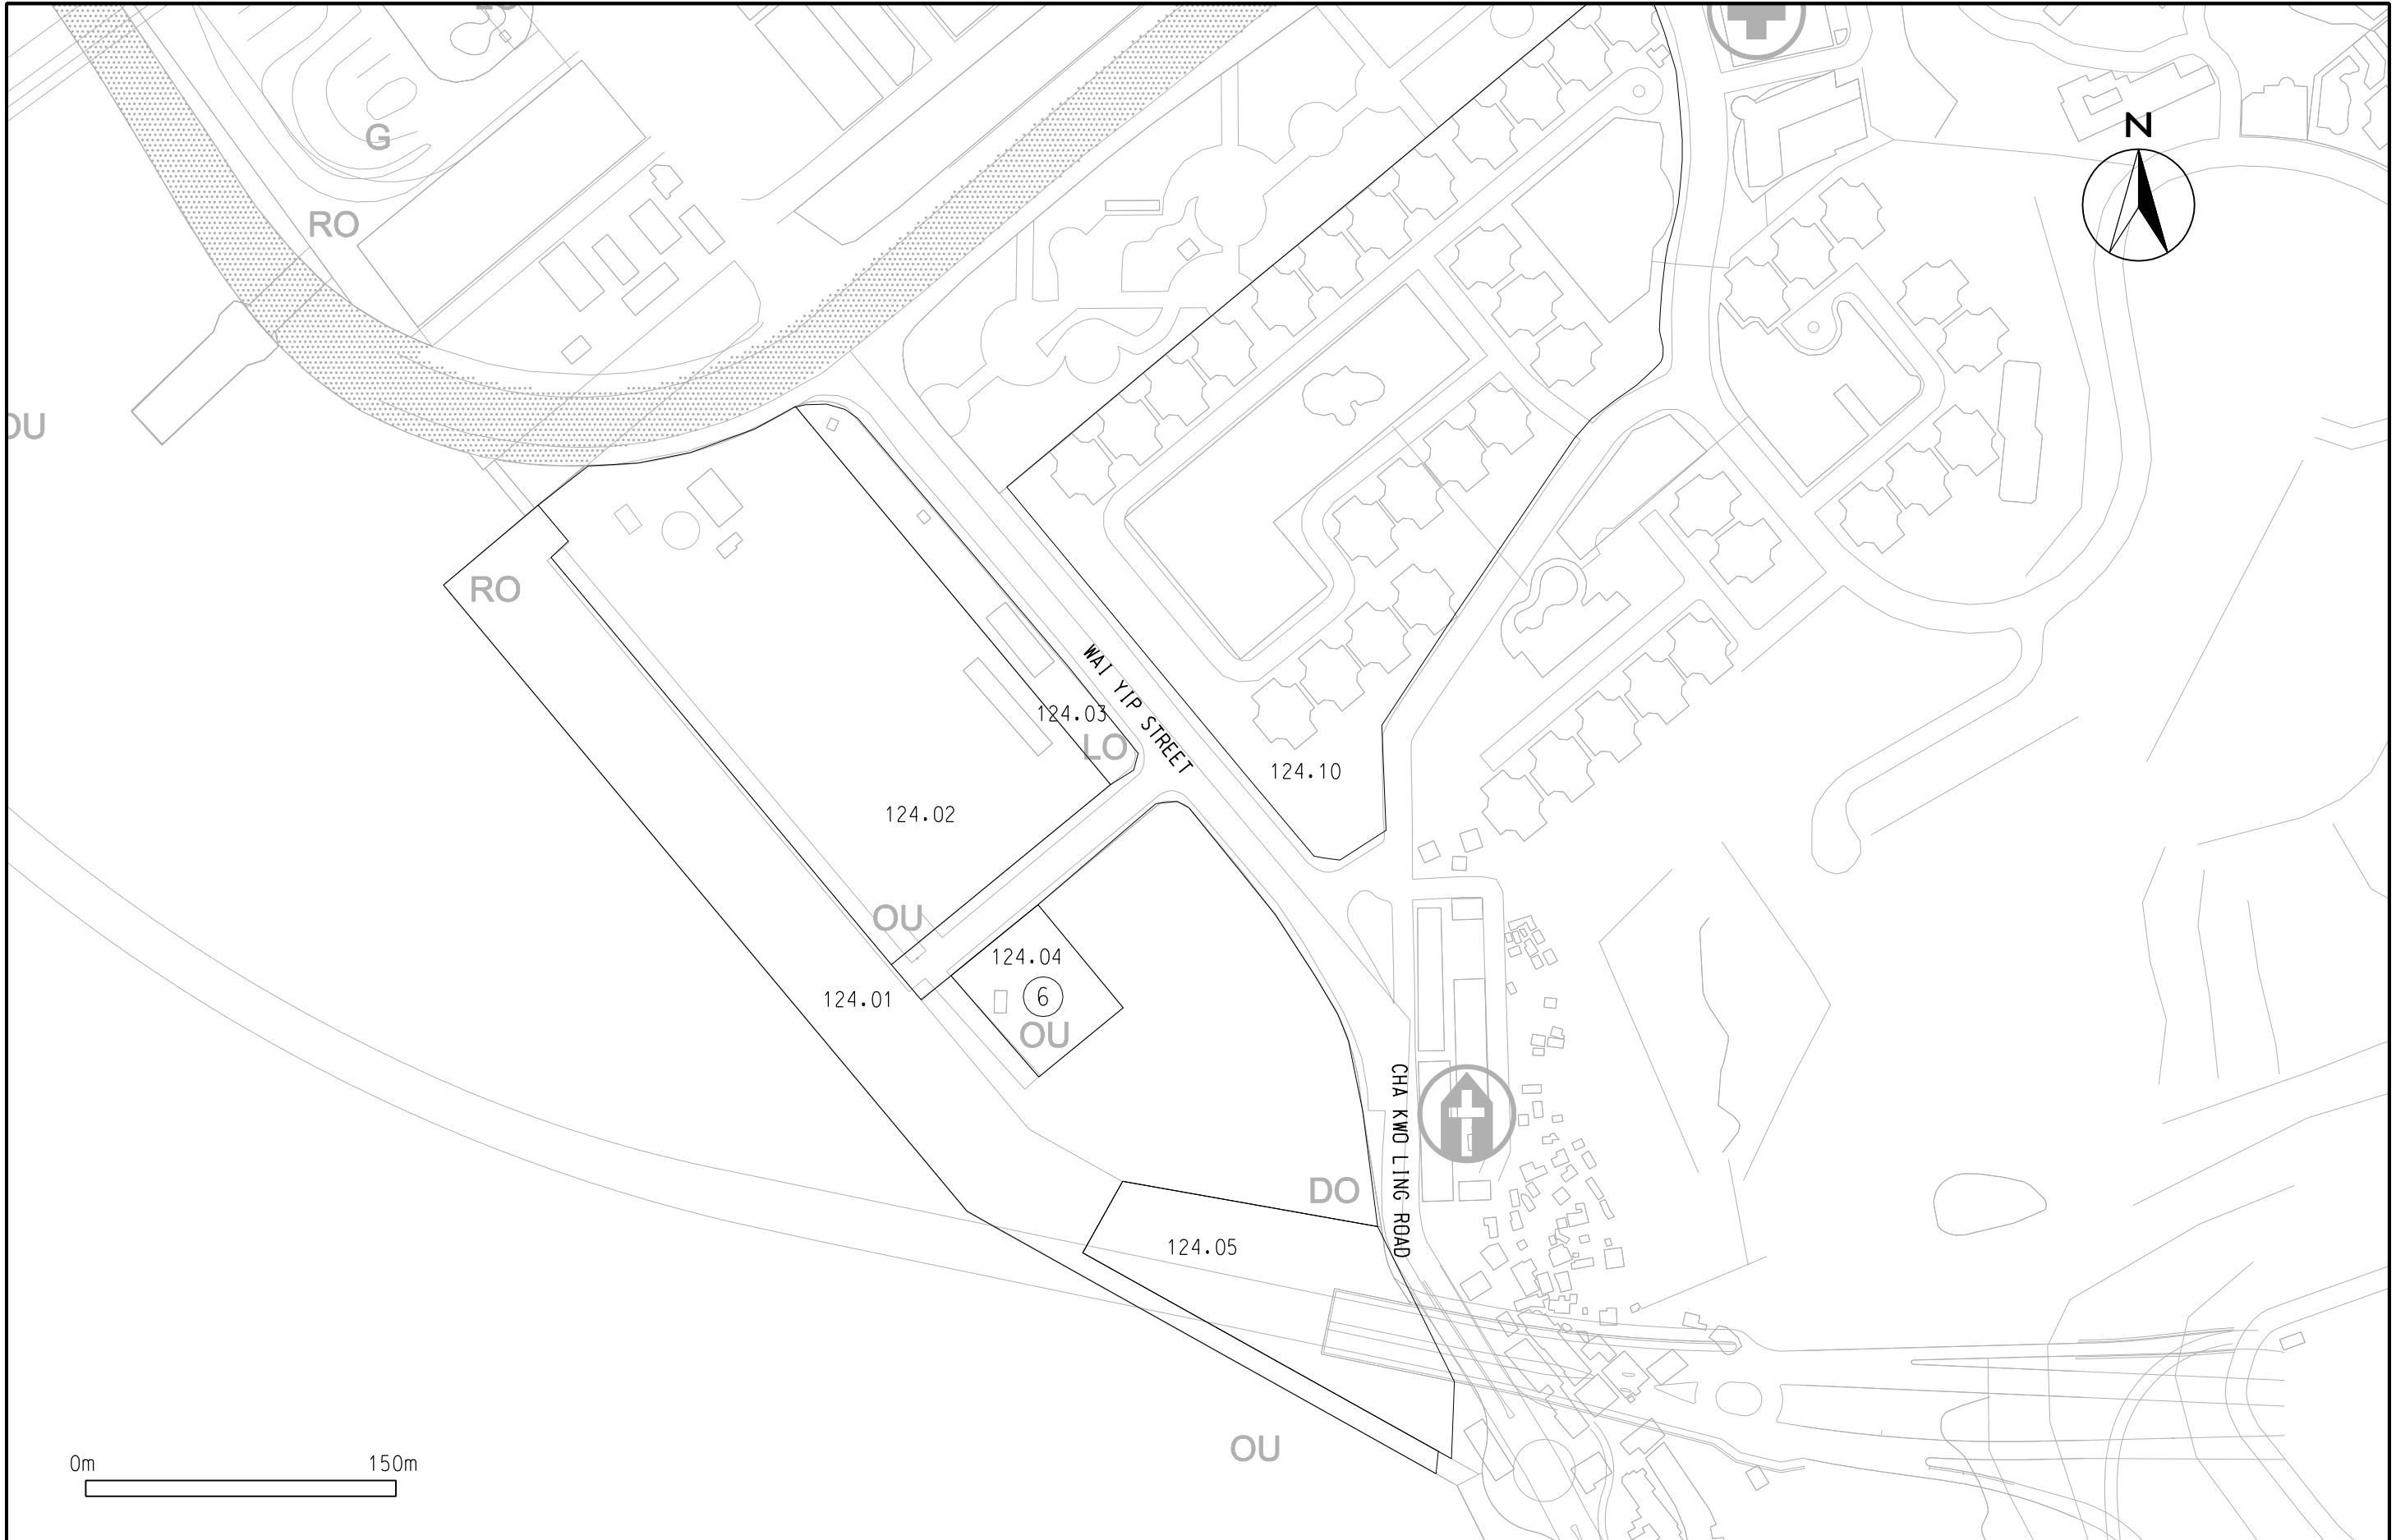 G
N
RO
OU
RO
WAI YIP STREET
124.03
LO
124.10
124.02
OU
124.04
6
124.01
OU
CHA KWO LING ROAD
DO
124.05
OU
0m 150m